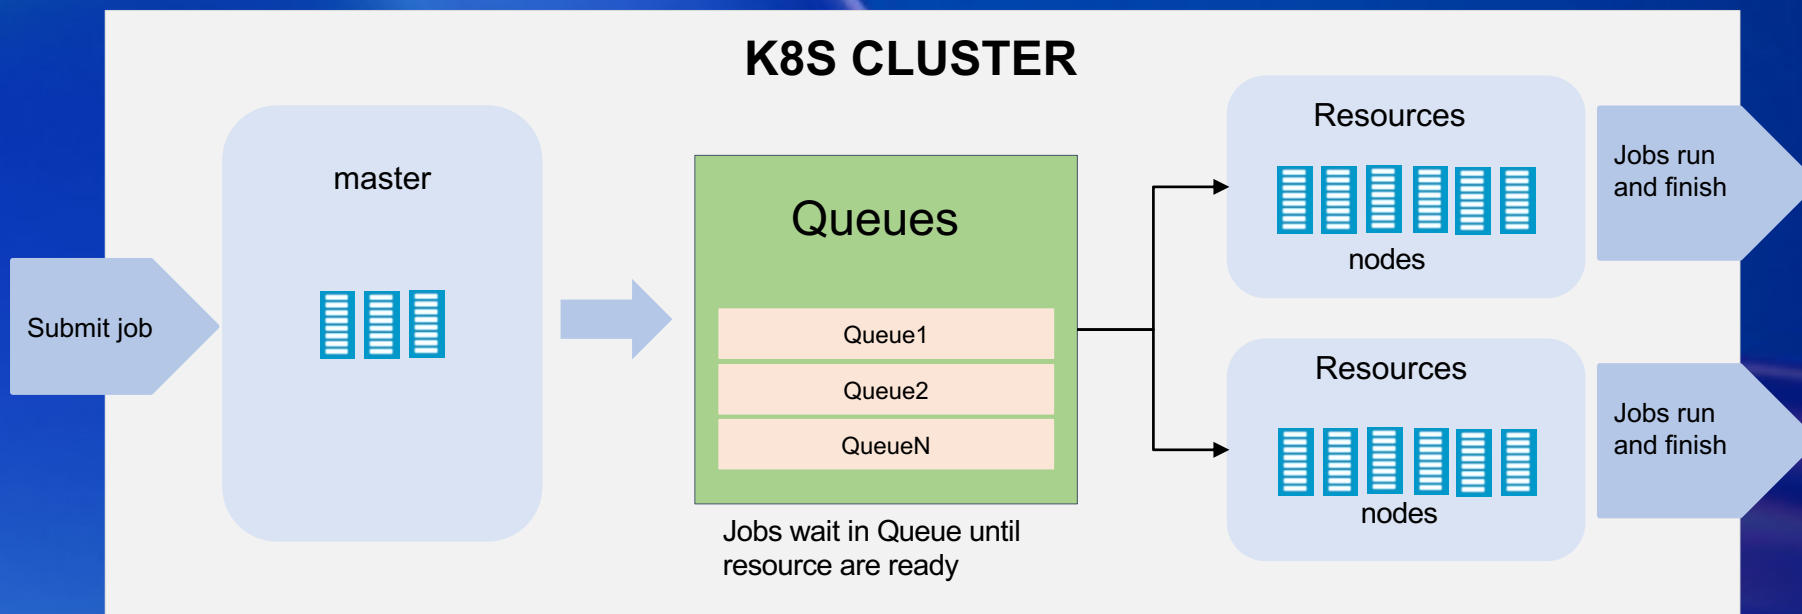 K8S CLUSTER
Submit job
master
Queues
Queue1
Queue2
QueueN
Jobs wait in Queue until
resource are ready
Resources
nodes
Jobs run
and finish
Resources
nodes
Jobs run
and finish